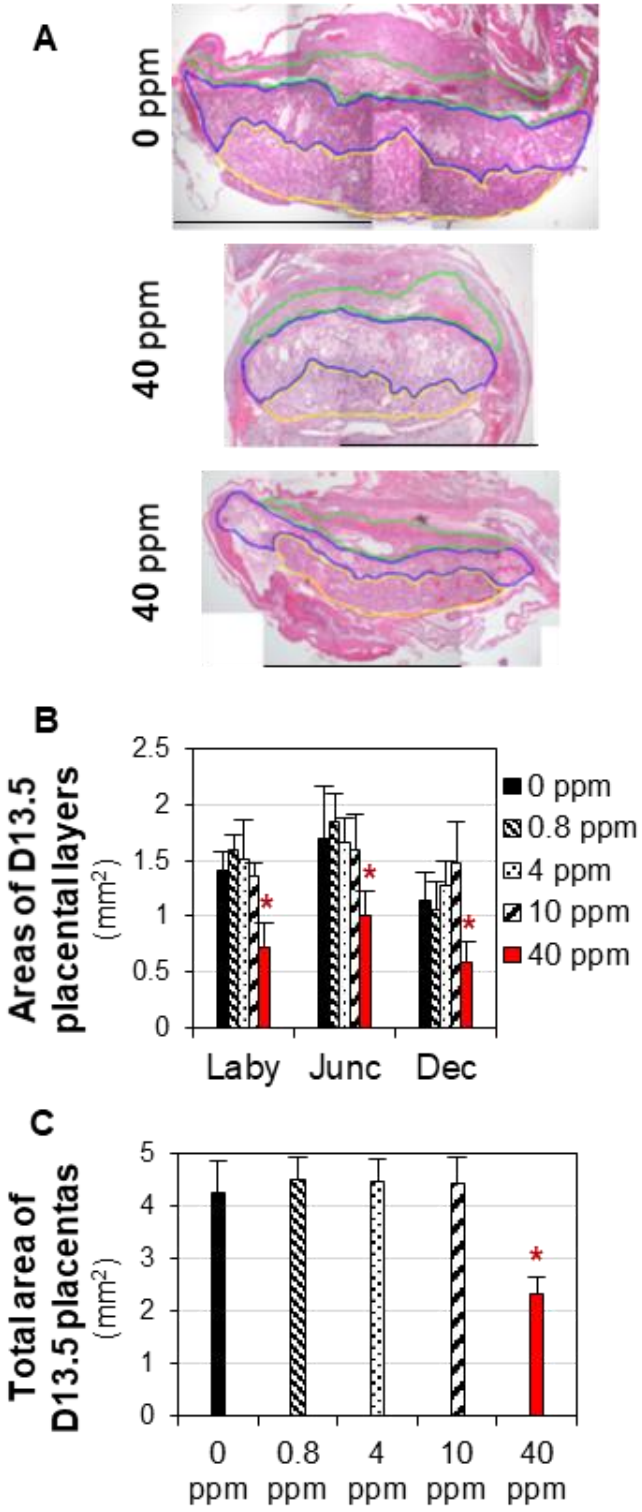 A
0 ppm
40 ppm
40 ppm
B
Areas of D13.5
placental layers
(mm²)
2.5
2
1.5
1
0.5
0
*
*
*
Laby Junc Dec
0 ppm
0.8 ppm
4 ppm
10 ppm
40 ppm
C
Total area of
D13.5 placentas
(mm²)
5
4
3
2
1
0
*
0 0.8 4 10 40
ppm ppm ppm ppm ppm